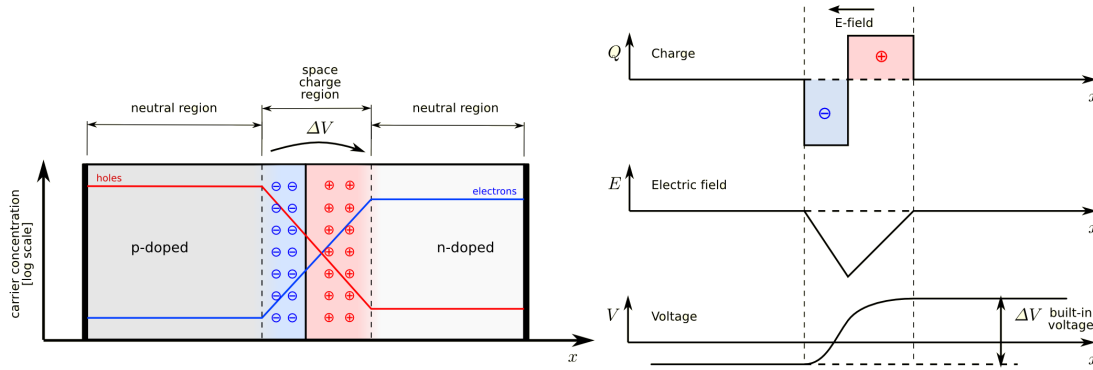 space
charge
region
neutral region
neutral region
ΔV
holes
electrons
p-doped
n-doped
carrier concentration
[log scale]
⊖ ⊖ ⊕ ⊕
⊖ ⊖ ⊕ ⊕
⊖ ⊖ ⊕ ⊕
⊖ ⊖ ⊕ ⊕
⊖ ⊖ ⊕ ⊕
⊖ ⊖ ⊕ ⊕
⊖ ⊖ ⊕ ⊕
x
E-field
Q
Charge
⊕
⊖
x
E
Electric field
x
V
Voltage
ΔV built-in
voltage
x